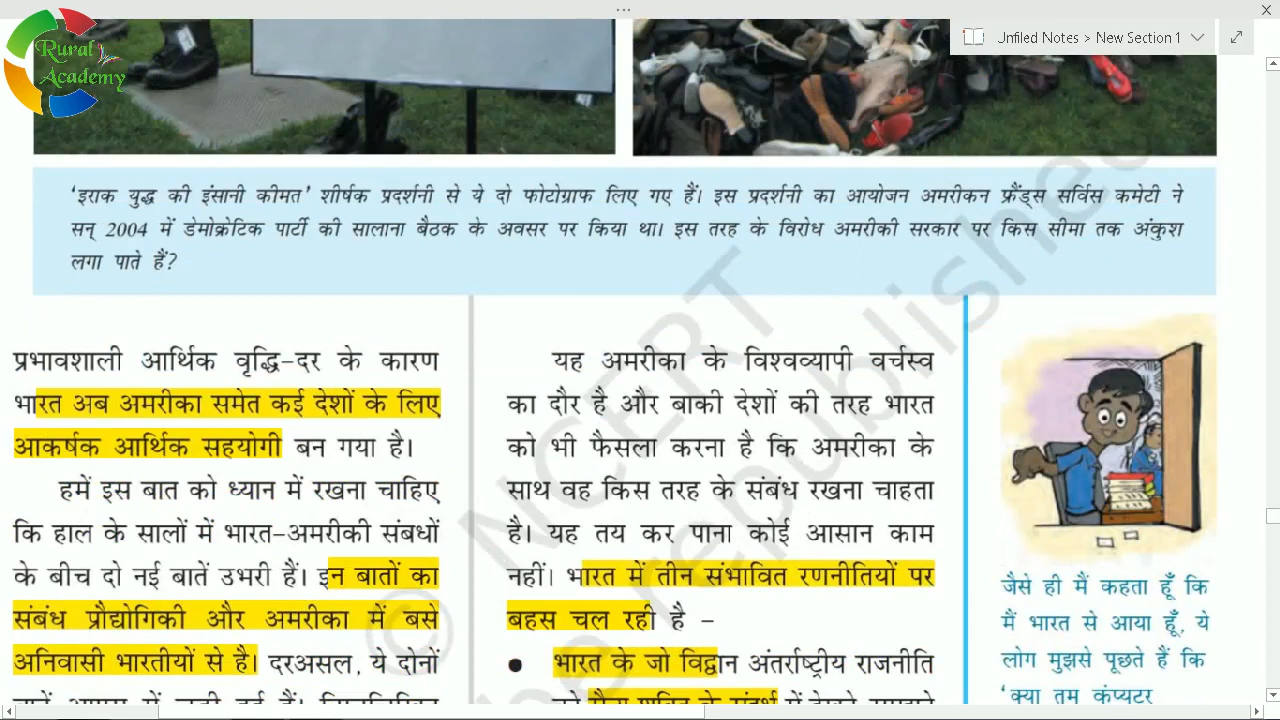 Rural
Academy
Unfiled Notes > New Section 1
'इराक युद्ध की इंसानी कीमत' शीर्षक प्रदर्शनी से ये दो फोटोग्राफ लिए गए हैं। इस प्रदर्शनी का आयोजन अमरीकन फ्रैंड्स सर्विस कमेटी ने
सन् 2004 में डेमोक्रेटिक पार्टी की सालाना बैठक के अवसर पर किया था। इस तरह के विरोध अमरीकी सरकार पर किस सीमा तक अंकुश
लगा पाते हैं?
प्रभावशाली आर्थिक वृद्धि-दर के कारण
भारत अब अमरीका समेत कई देशों के लिए
आकर्षक आर्थिक सहयोगी बन गया है।
हमें इस बात को ध्यान में रखना चाहिए
कि हाल के सालों में भारत-अमरीकी संबधों
के बीच दो नई बातें उभरी हैं। इन बातों का
संबंध प्रौद्योगिकी और अमरीका में बसे
अनिवासी भारतीयों से है। दरअसल, ये दोनों
यह अमरीका के विश्वव्यापी वर्चस्व
का दौर है और बाकी देशों की तरह भारत
को भी फैसला करना है कि अमरीका के
साथ वह किस तरह के संबंध रखना चाहता
है। यह तय कर पाना कोई आसान काम
नहीं। भारत में तीन संभावित रणनीतियों पर
बहस चल रही है –
● भारत के जो विद्वान अंतर्राष्ट्रीय राजनीति
जैसे ही मैं कहता हूँ कि
मैं भारत से आया हूँ, ये
लोग मुझसे पूछते हैं कि
'क्या तुम कंप्यूटर
© NCERT
be republished